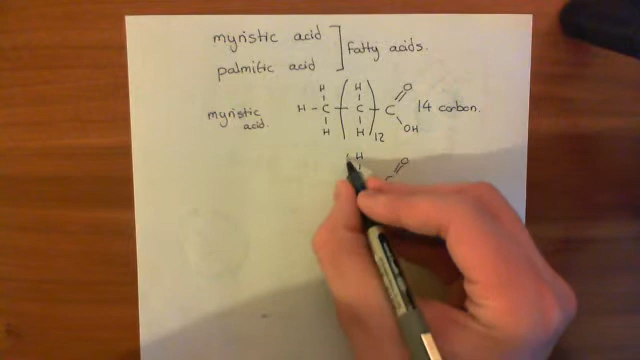 myristic acid
palmitic acid
fatty acids.
myristic acid.
H H O
H - C - C - C
14 carbon.
H H OH
12
H
O
C